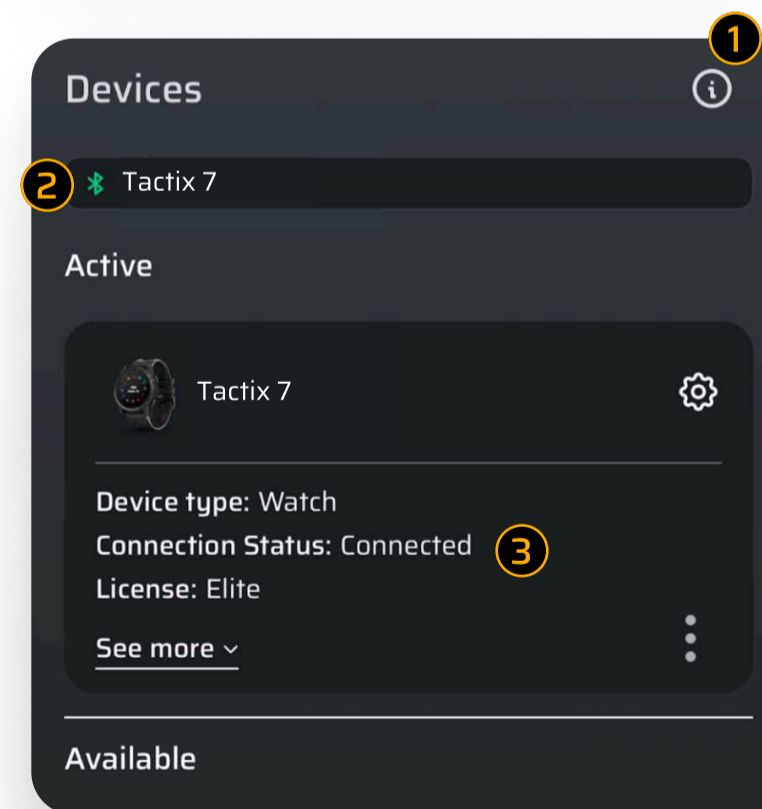 1
Devices
2 Tactix 7
Active
Tactix 7
Device type: Watch
Connection Status: Connected 3
License: Elite
See more
Available